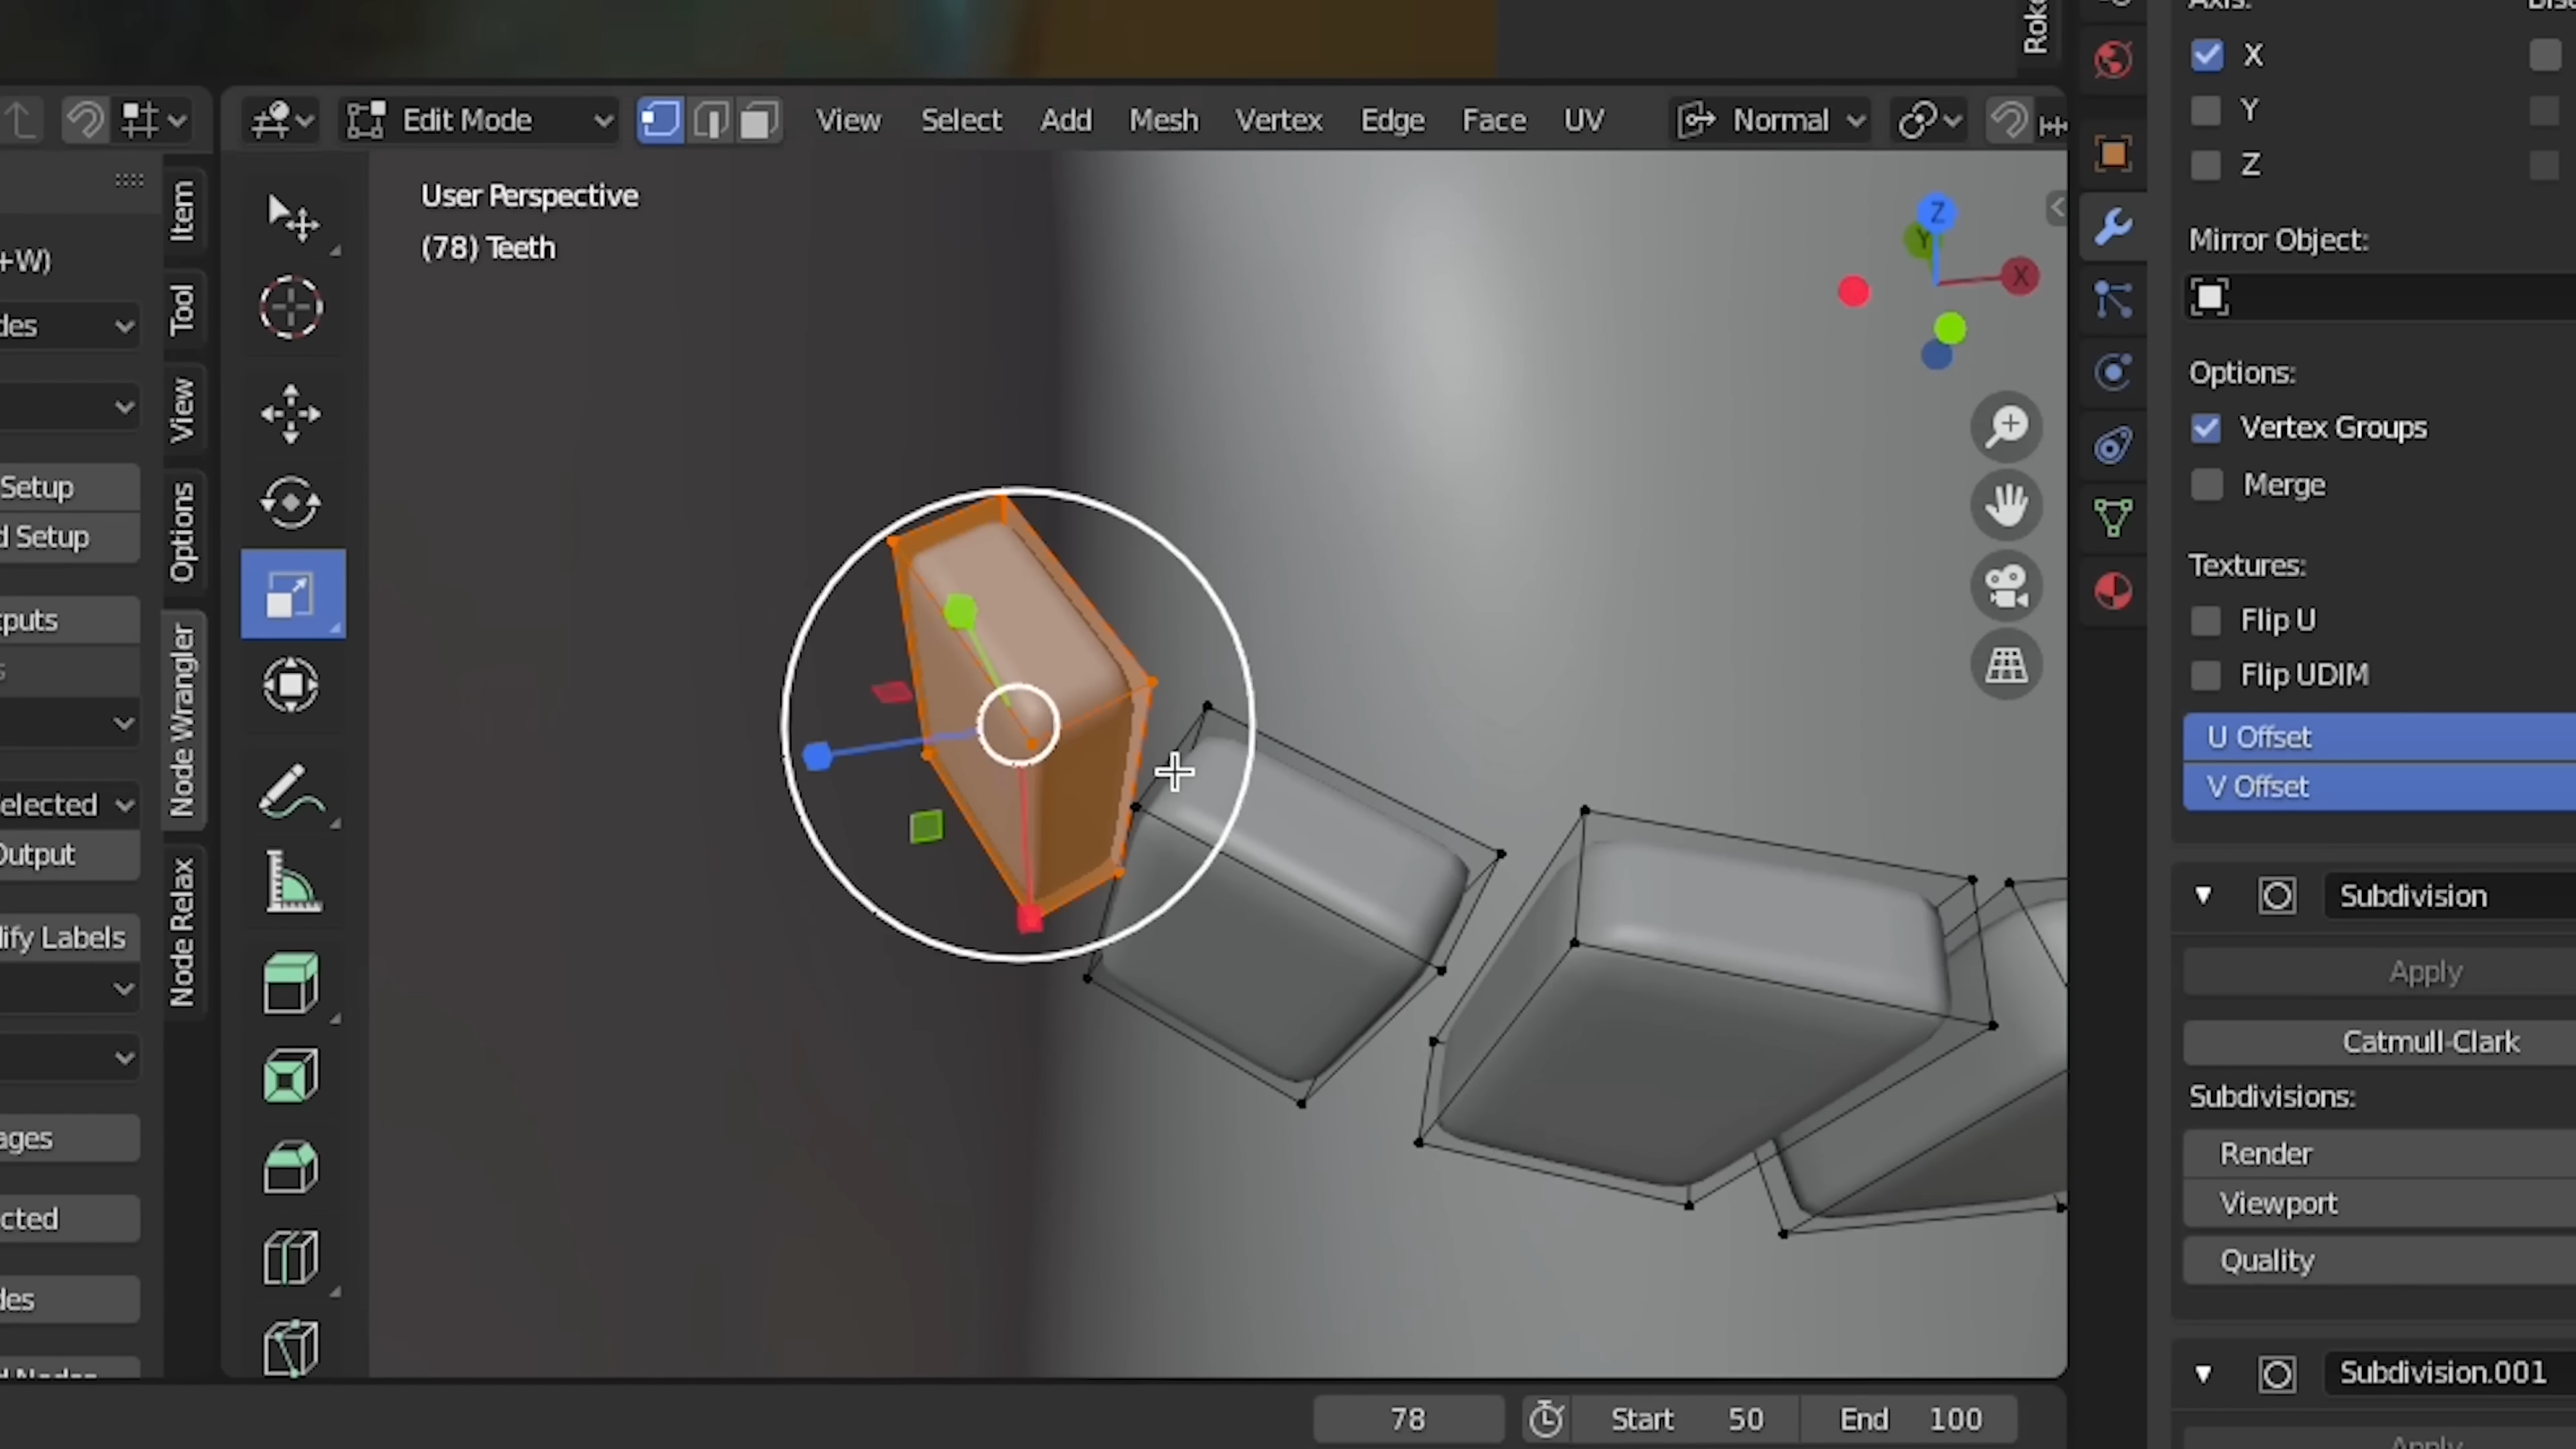 Roke
Axis:
X
Y
Z
Edit Mode
View
Select
Add
Mesh
Vertex
Edge
Face
UV
Normal
User Perspective
(78) Teeth
Z
Y
X
+W)
des
Setup
d Setup
puts
s
elected
Output
ify Labels
ages
cted
des
Item
Tool
View
Options
Node Wrangler
Node Relax
Mirror Object:
Options:
Vertex Groups
Merge
Textures:
Flip U
Flip UDIM
U Offset
V Offset
Subdivision
Apply
Catmull-Clark
Subdivisions:
Render
Viewport
Quality
Subdivision.001
Apply
78
Start 50
End 100